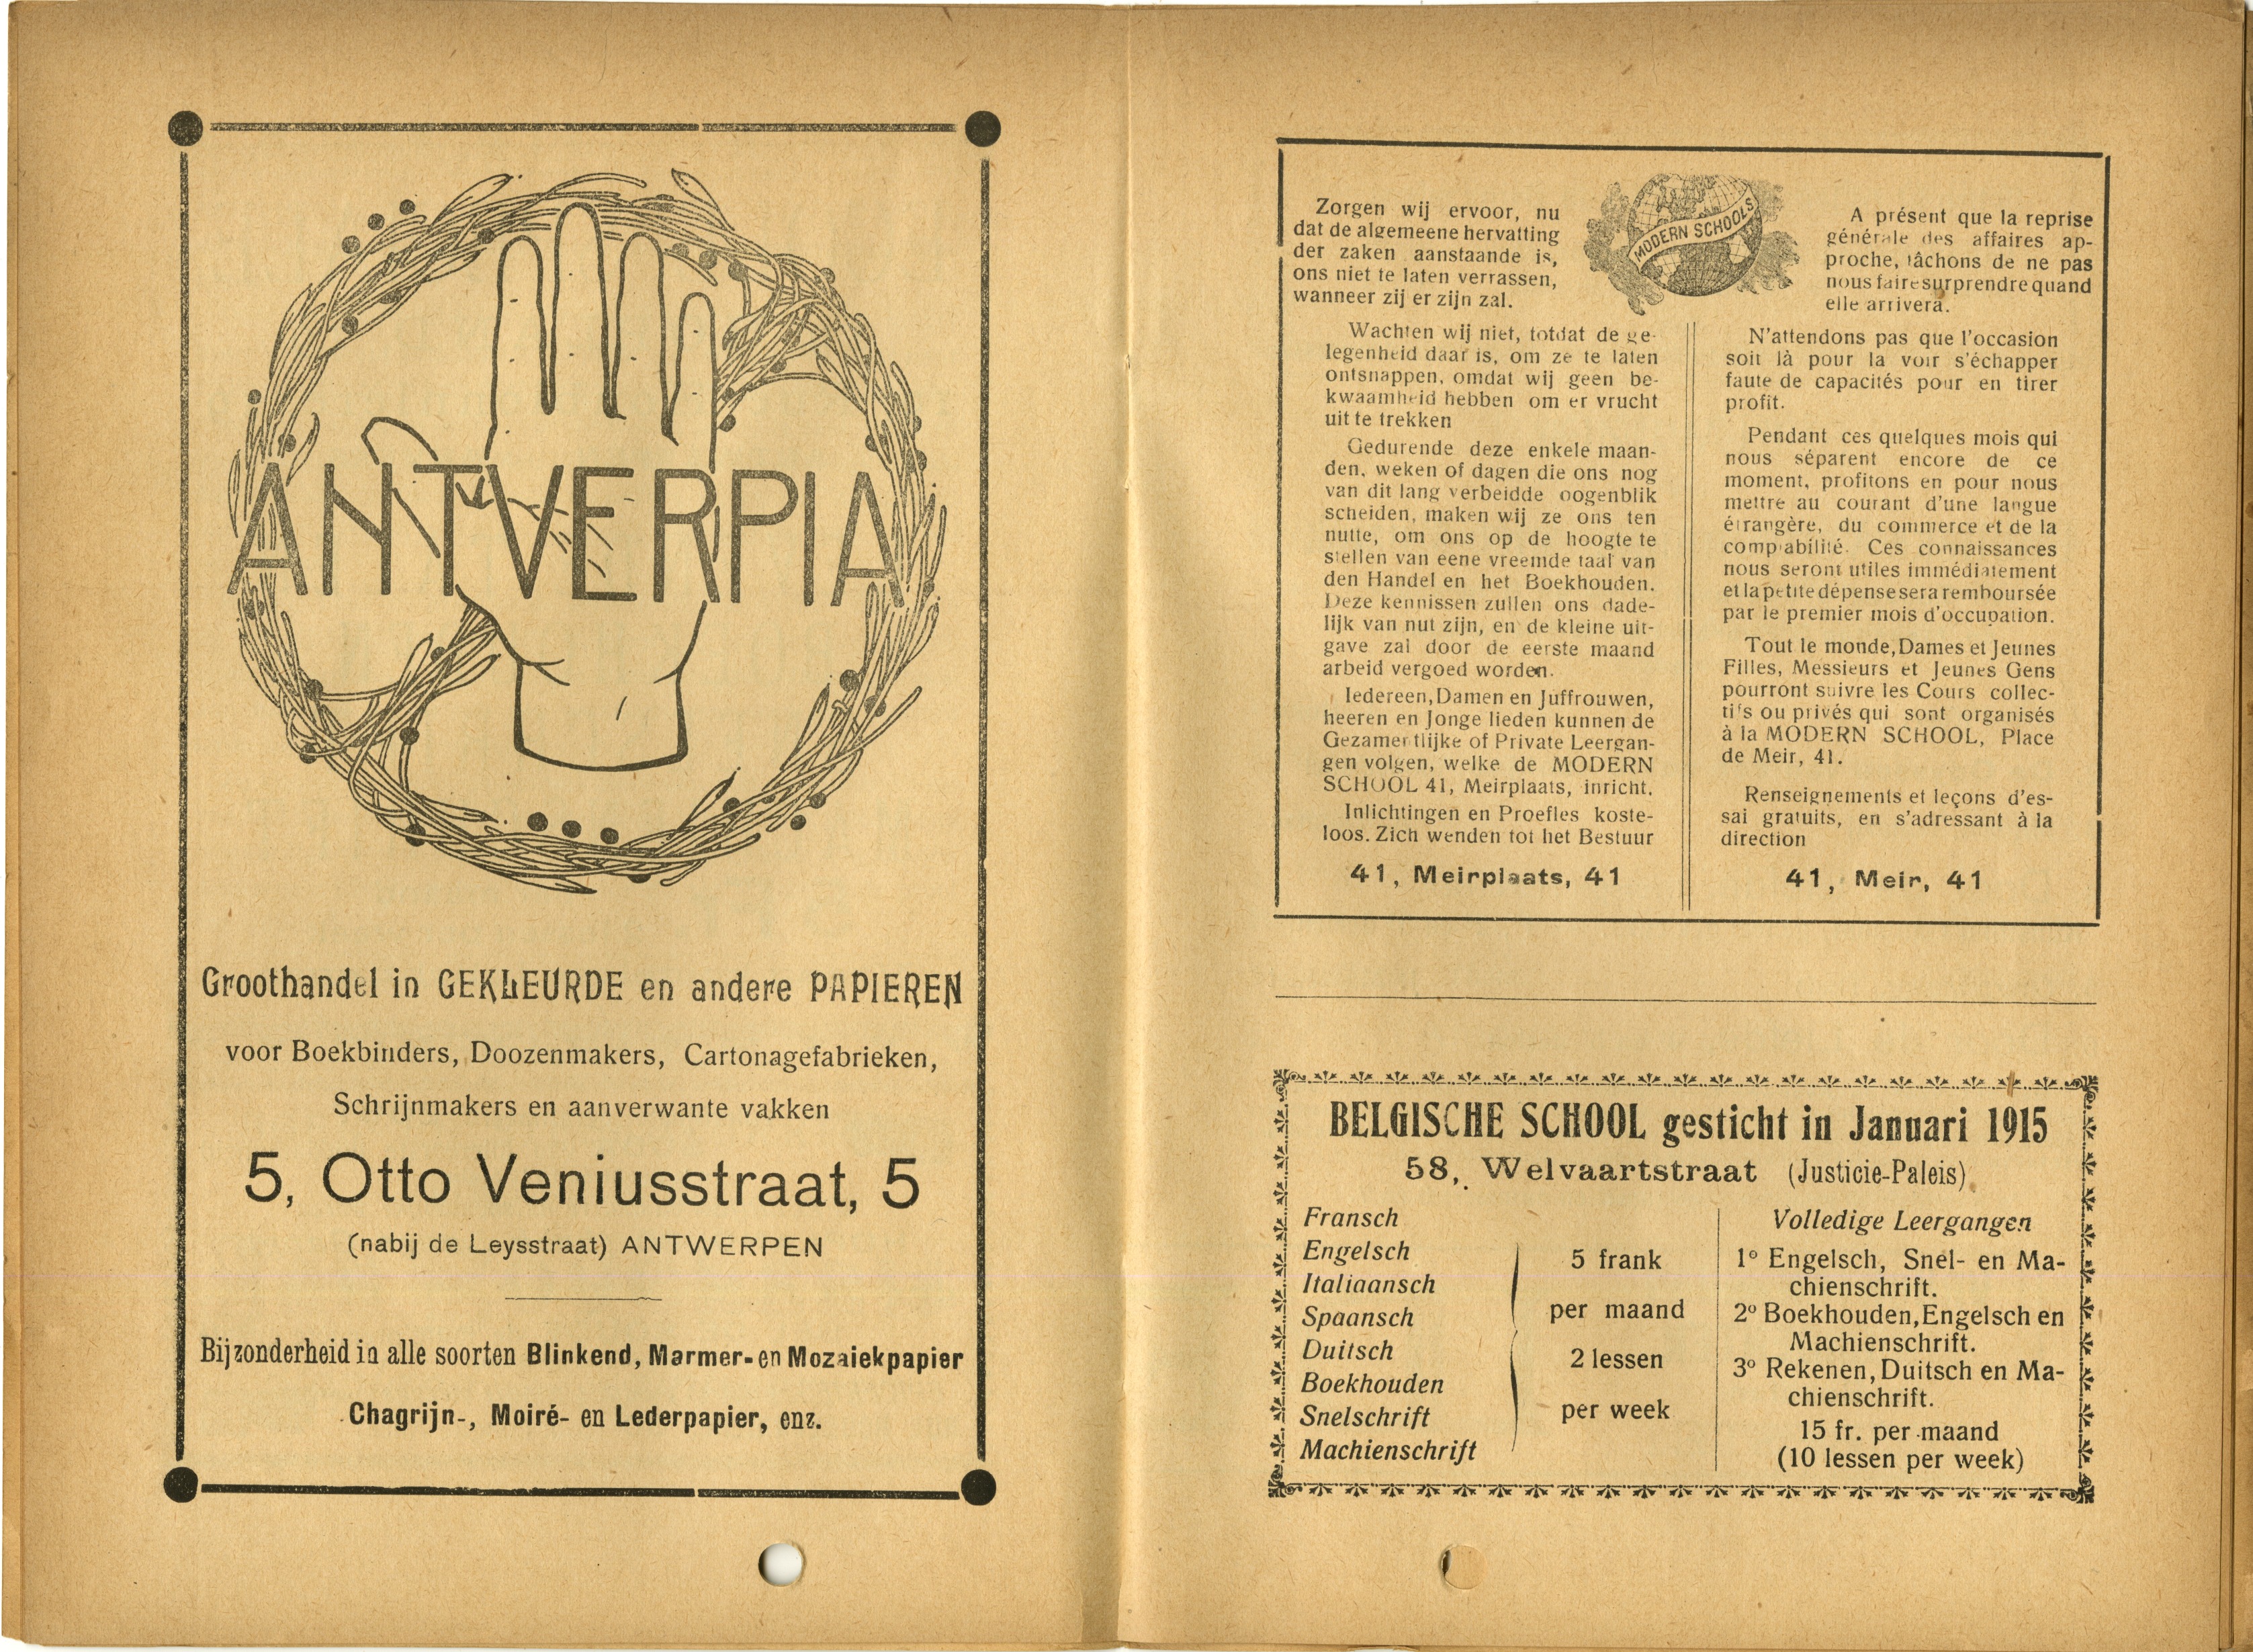 ANTVERPIA
Groothandel in GEKLEURDE en andere PAPIEREN
voor Boekbinders, Doozenmakers, Cartonagefabrieken,
Schrijnmakers en aanverwante vakken
5, Otto Veniusstraat, 5
(nabij de Leysstraat) ANTWERPEN
Bijzonderheid in alle soorten Blinkend, Marmer- en Mozaiekpapier
Chagrijn-, Moiré- en Lederpapier, enz.
MODERN SCHOOLS
Zorgen wij ervoor, nu
dat de algemeene hervatting
der zaken aanstaande is,
ons niet te laten verrassen,
wanneer zij er zijn zal.
Wachten wij niet, totdat de ge-
legenheid daar is, om ze te laten
ontsnappen, omdat wij geen be-
kwaamheid hebben om er vrucht
uit te trekken
Gedurende deze enkele maan-
den, weken of dagen die ons nog
van dit lang verbeidde oogenblik
scheiden, maken wij ze ons ten
nutte, om ons op de hoogte te
stellen van eene vreemde taal van
den Handel en het Boekhouden.
Deze kennissen zullen ons dade-
lijk van nut zijn, en de kleine uit-
gave zal door de eerste maand
arbeid vergoed worden.
Iedereen, Damen en Juffrouwen,
heeren en Jonge lieden kunnen de
Gezamentlijke of Private Leergan-
gen volgen, welke de MODERN
SCHOOL 41, Meirplaats, inricht.
Inlichtingen en Proefles koste-
loos. Zich wenden tot het Bestuur
41, Meirplaats, 41
A présent que la reprise
générale des affaires ap-
proche, tâchons de ne pas
nous faire surprendre quand
elle arrivera.
N'attendons pas que l'occasion
soit là pour la voir s'échapper
faute de capacités pour en tirer
profit.
Pendant ces quelques mois qui
nous séparent encore de ce
moment, profitons en pour nous
mettre au courant d'une langue
étrangère, du commerce et de la
comptabilité. Ces connaissances
nous seront utiles immédiatement
et la petite dépense sera remboursée
par le premier mois d'occupation.
Tout le monde, Dames et Jeunes
Filles, Messieurs et Jeunes Gens
pourront suivre les Cours collec-
tifs ou privés qui sont organisés
à la MODERN SCHOOL, Place
de Meir, 41.
Renseignements et leçons d'es-
sai gratuits, en s'adressant à la
direction
41, Meir, 41
BELGISCHE SCHOOL gesticht in Januari 1915
58, Welvaartstraat (Justicie-Paleis)
Fransch
Engelsch
Italiaansch
Spaansch
Duitsch
Boekhouden
Snelschrift
Machienschrift
5 frank
per maand
2 lessen
per week
Volledige Leergangen
1° Engelsch, Snel- en Ma-
chienschrift.
2° Boekhouden, Engelsch en
Machienschrift.
3° Rekenen, Duitsch en Ma-
chienschrift.
15 fr. per maand
(10 lessen per week)